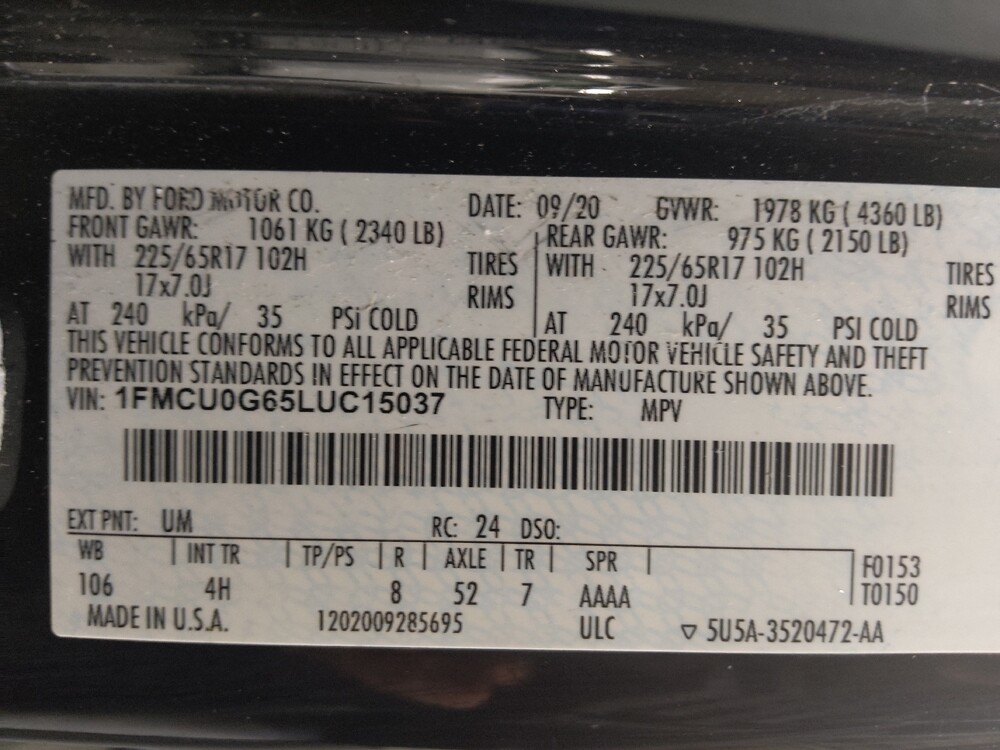 MFD. BY FORD MOTOR CO. DATE: 09/20 GVWR: 1978 KG ( 4360 LB)
FRONT GAWR: 1061 KG ( 2340 LB) REAR GAWR: 975 KG ( 2150 LB)
WITH 225/65R17 102H TIRES WITH 225/65R17 102H TIRES
17x7.0J RIMS 17x7.0J RIMS
AT 240 kPa/ 35 PSi COLD AT 240 kPa/ 35 PSI COLD
THIS VEHICLE CONFORMS TO ALL APPLICABLE FEDERAL MOTOR VEHICLE SAFETY AND THEFT
PREVENTION STANDARDS IN EFFECT ON THE DATE OF MANUFACTURE SHOWN ABOVE.
VIN: 1FMCU0G65LUC15037 TYPE: MPV
EXT PNT: UM RC: 24 DSO:
WB INT TR TP/PS R AXLE TR SPR F0153
106 4H 8 52 7 AAAA T0150
MADE IN U.S.A. 1202009285695 ULC ▽ 5U5A-3520472-AA